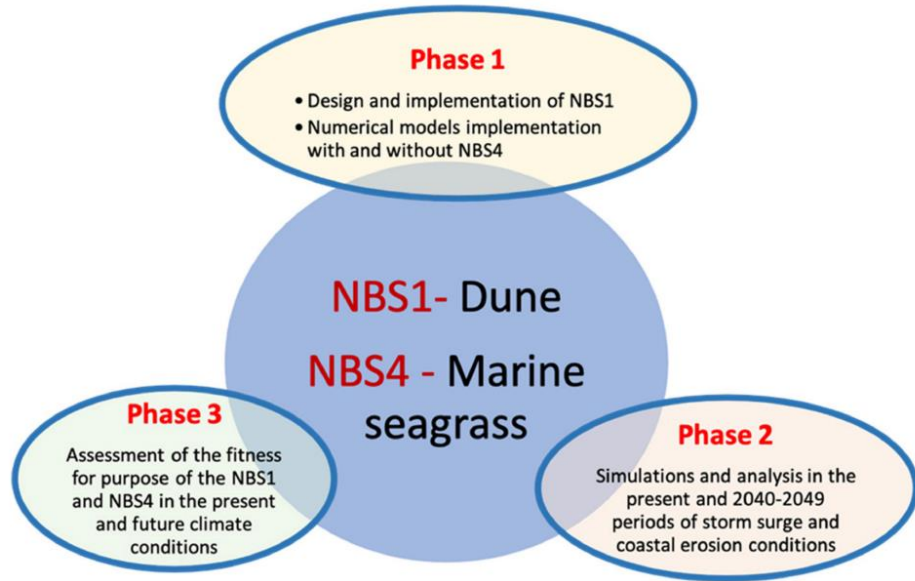 Phase 1
• Design and implementation of NBS1
• Numerical models implementation
with and without NBS4
NBS1- Dune
NBS4 - Marine
seagrass
Phase 3
Assessment of the fitness
for purpose of the NBS1
and NBS4 in the present
and future climate
conditions
Phase 2
Simulations and analysis in the
present and 2040-2049
periods of storm surge and
coastal erosion conditions